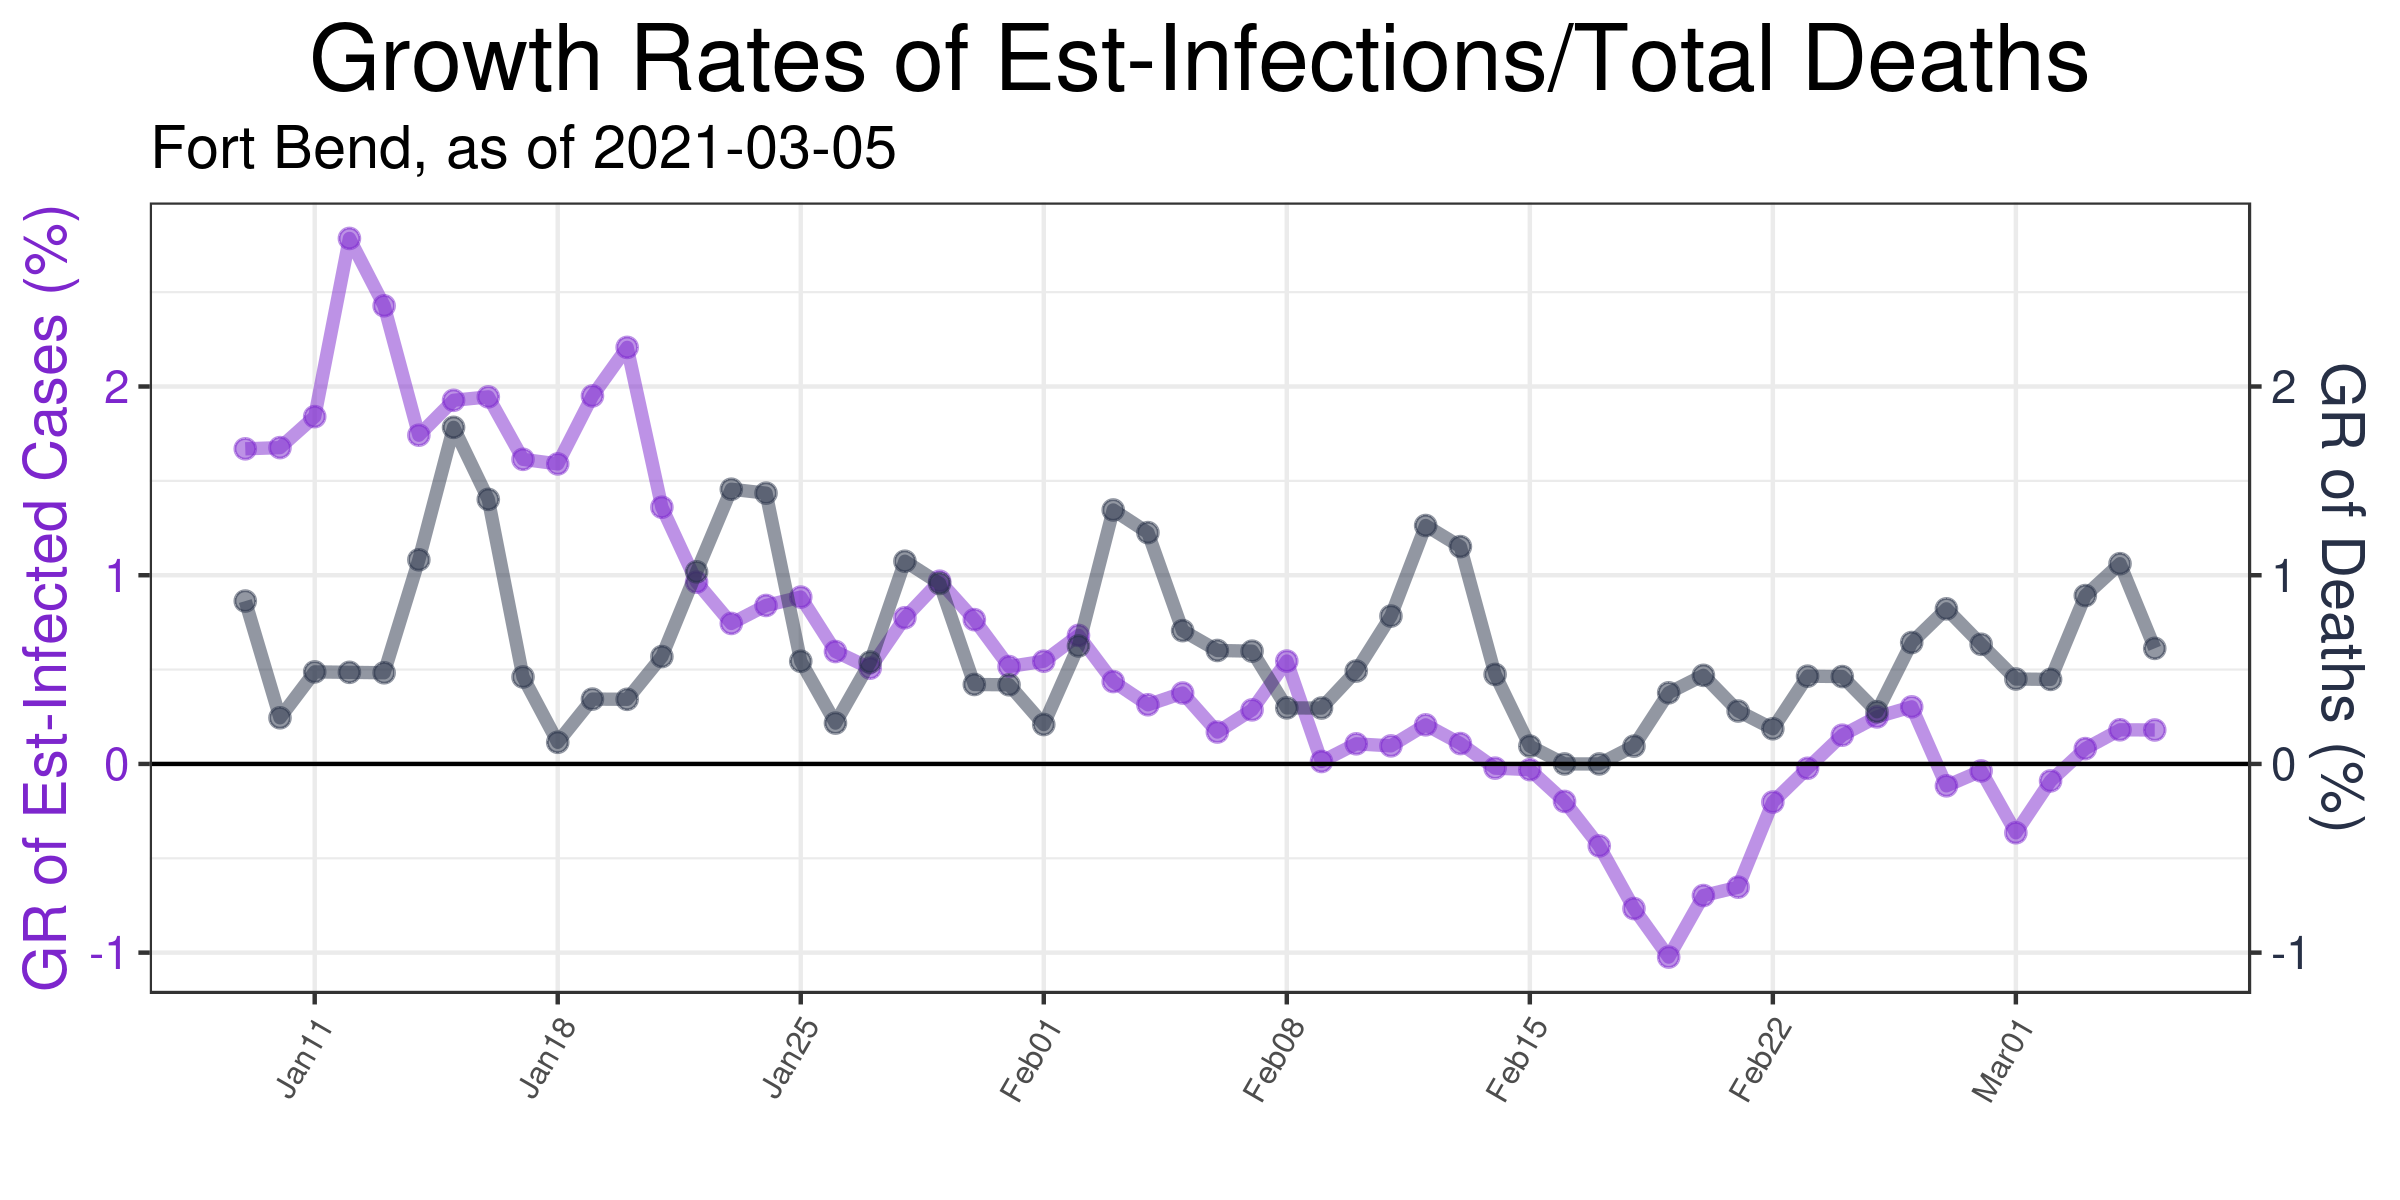 Growth Rates of Est-Infections/Total Deaths
Fort Bend, as of 2021-03-05
GR of Est-Infected Cases (%)
2
1
0
-1
2
1
0
-1
GR of Deaths (%)
Jan11
Jan18
Jan25
Feb01
Feb08
Feb15
Feb22
Mar01